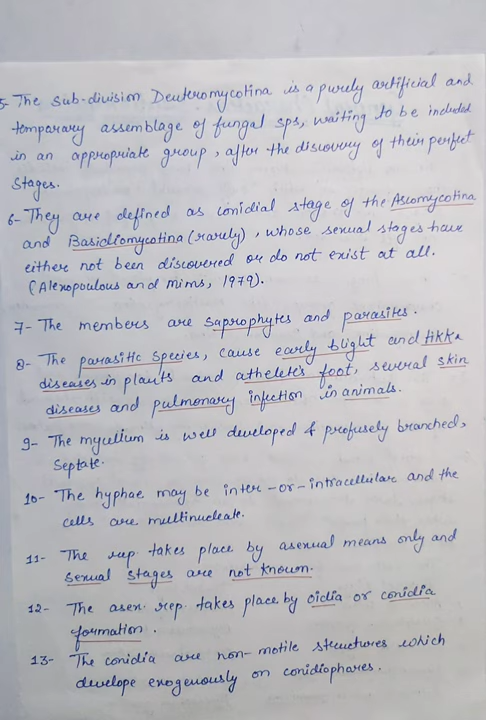 5- The sub-division Deuteromycotina is a purely artificial and
temporary assemblage of fungal sps, waiting to be included
in an appropriate group, after the discovery of their perfect
stages.
6- They are defined as conidial stage of the Ascomycotina
and Basidiomycotina (rarely), whose sexual stages have
either not been discovered or do not exist at all.
(Alexopoulous and mims, 1979).
7- The members are saprophytes and parasites.
8- The parasitic species, cause early blight and tikka
diseases in plants and athelete's foot, several skin
diseases and pulmonary infection in animals.
9- The mycelium is well developed & profusely branched,
septate.
10- The hyphae may be inter-or-intracellular and the
cells are multinucleate.
11- The rep. takes place by asexual means only and
sexual stages are not known.
12- The asex. rep. takes place by oidia or conidia
formation.
13- The conidia are non-motile structures which
develope exogenously on conidiophares.